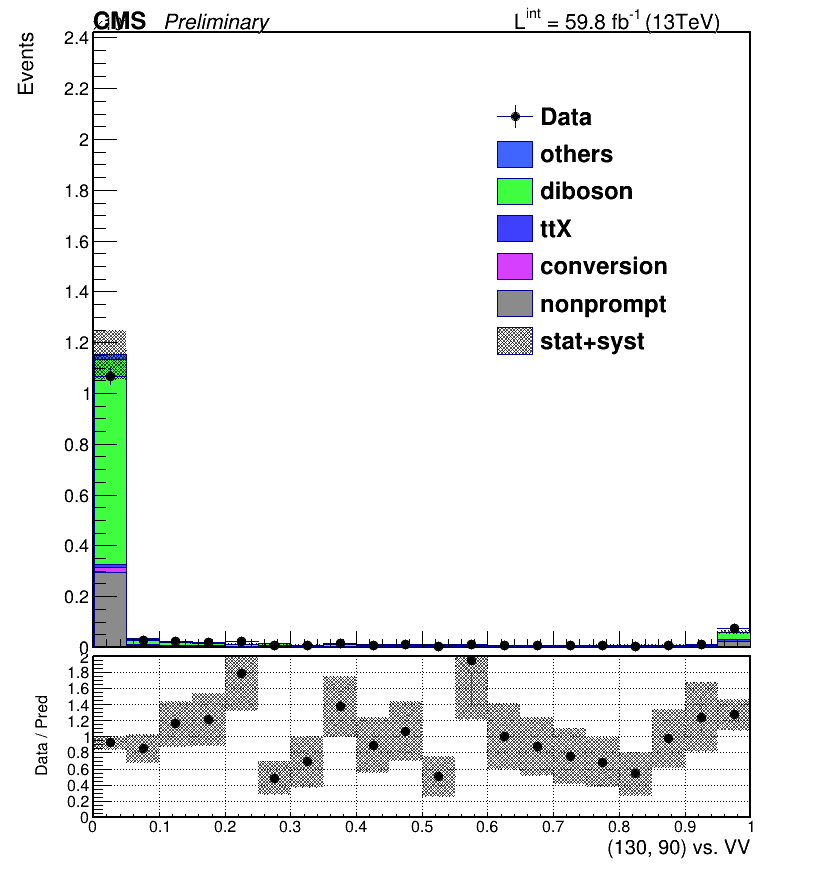 CMS Preliminary
L^int = 59.8 fb^-1 (13TeV)
Events
2.4
2.2
2
1.8
1.6
1.4
1.2
1
0.8
0.6
0.4
0.2
0
Data
others
diboson
ttX
conversion
nonprompt
stat+syst
Data / Pred
2
1.8
1.6
1.4
1.2
1
0.8
0.6
0.4
0.2
0
0 0.1 0.2 0.3 0.4 0.5 0.6 0.7 0.8 0.9 1
(130, 90) vs. VV